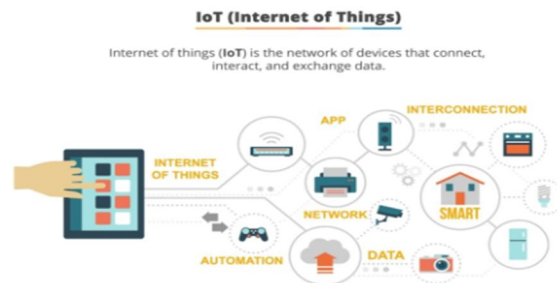 IoT (Internet of Things)
Internet of things (IoT) is the network of devices that connect,
interact, and exchange data.
INTERCONNECTION
APP
INTERNET
OF THINGS
NETWORK
SMART
AUTOMATION
DATA